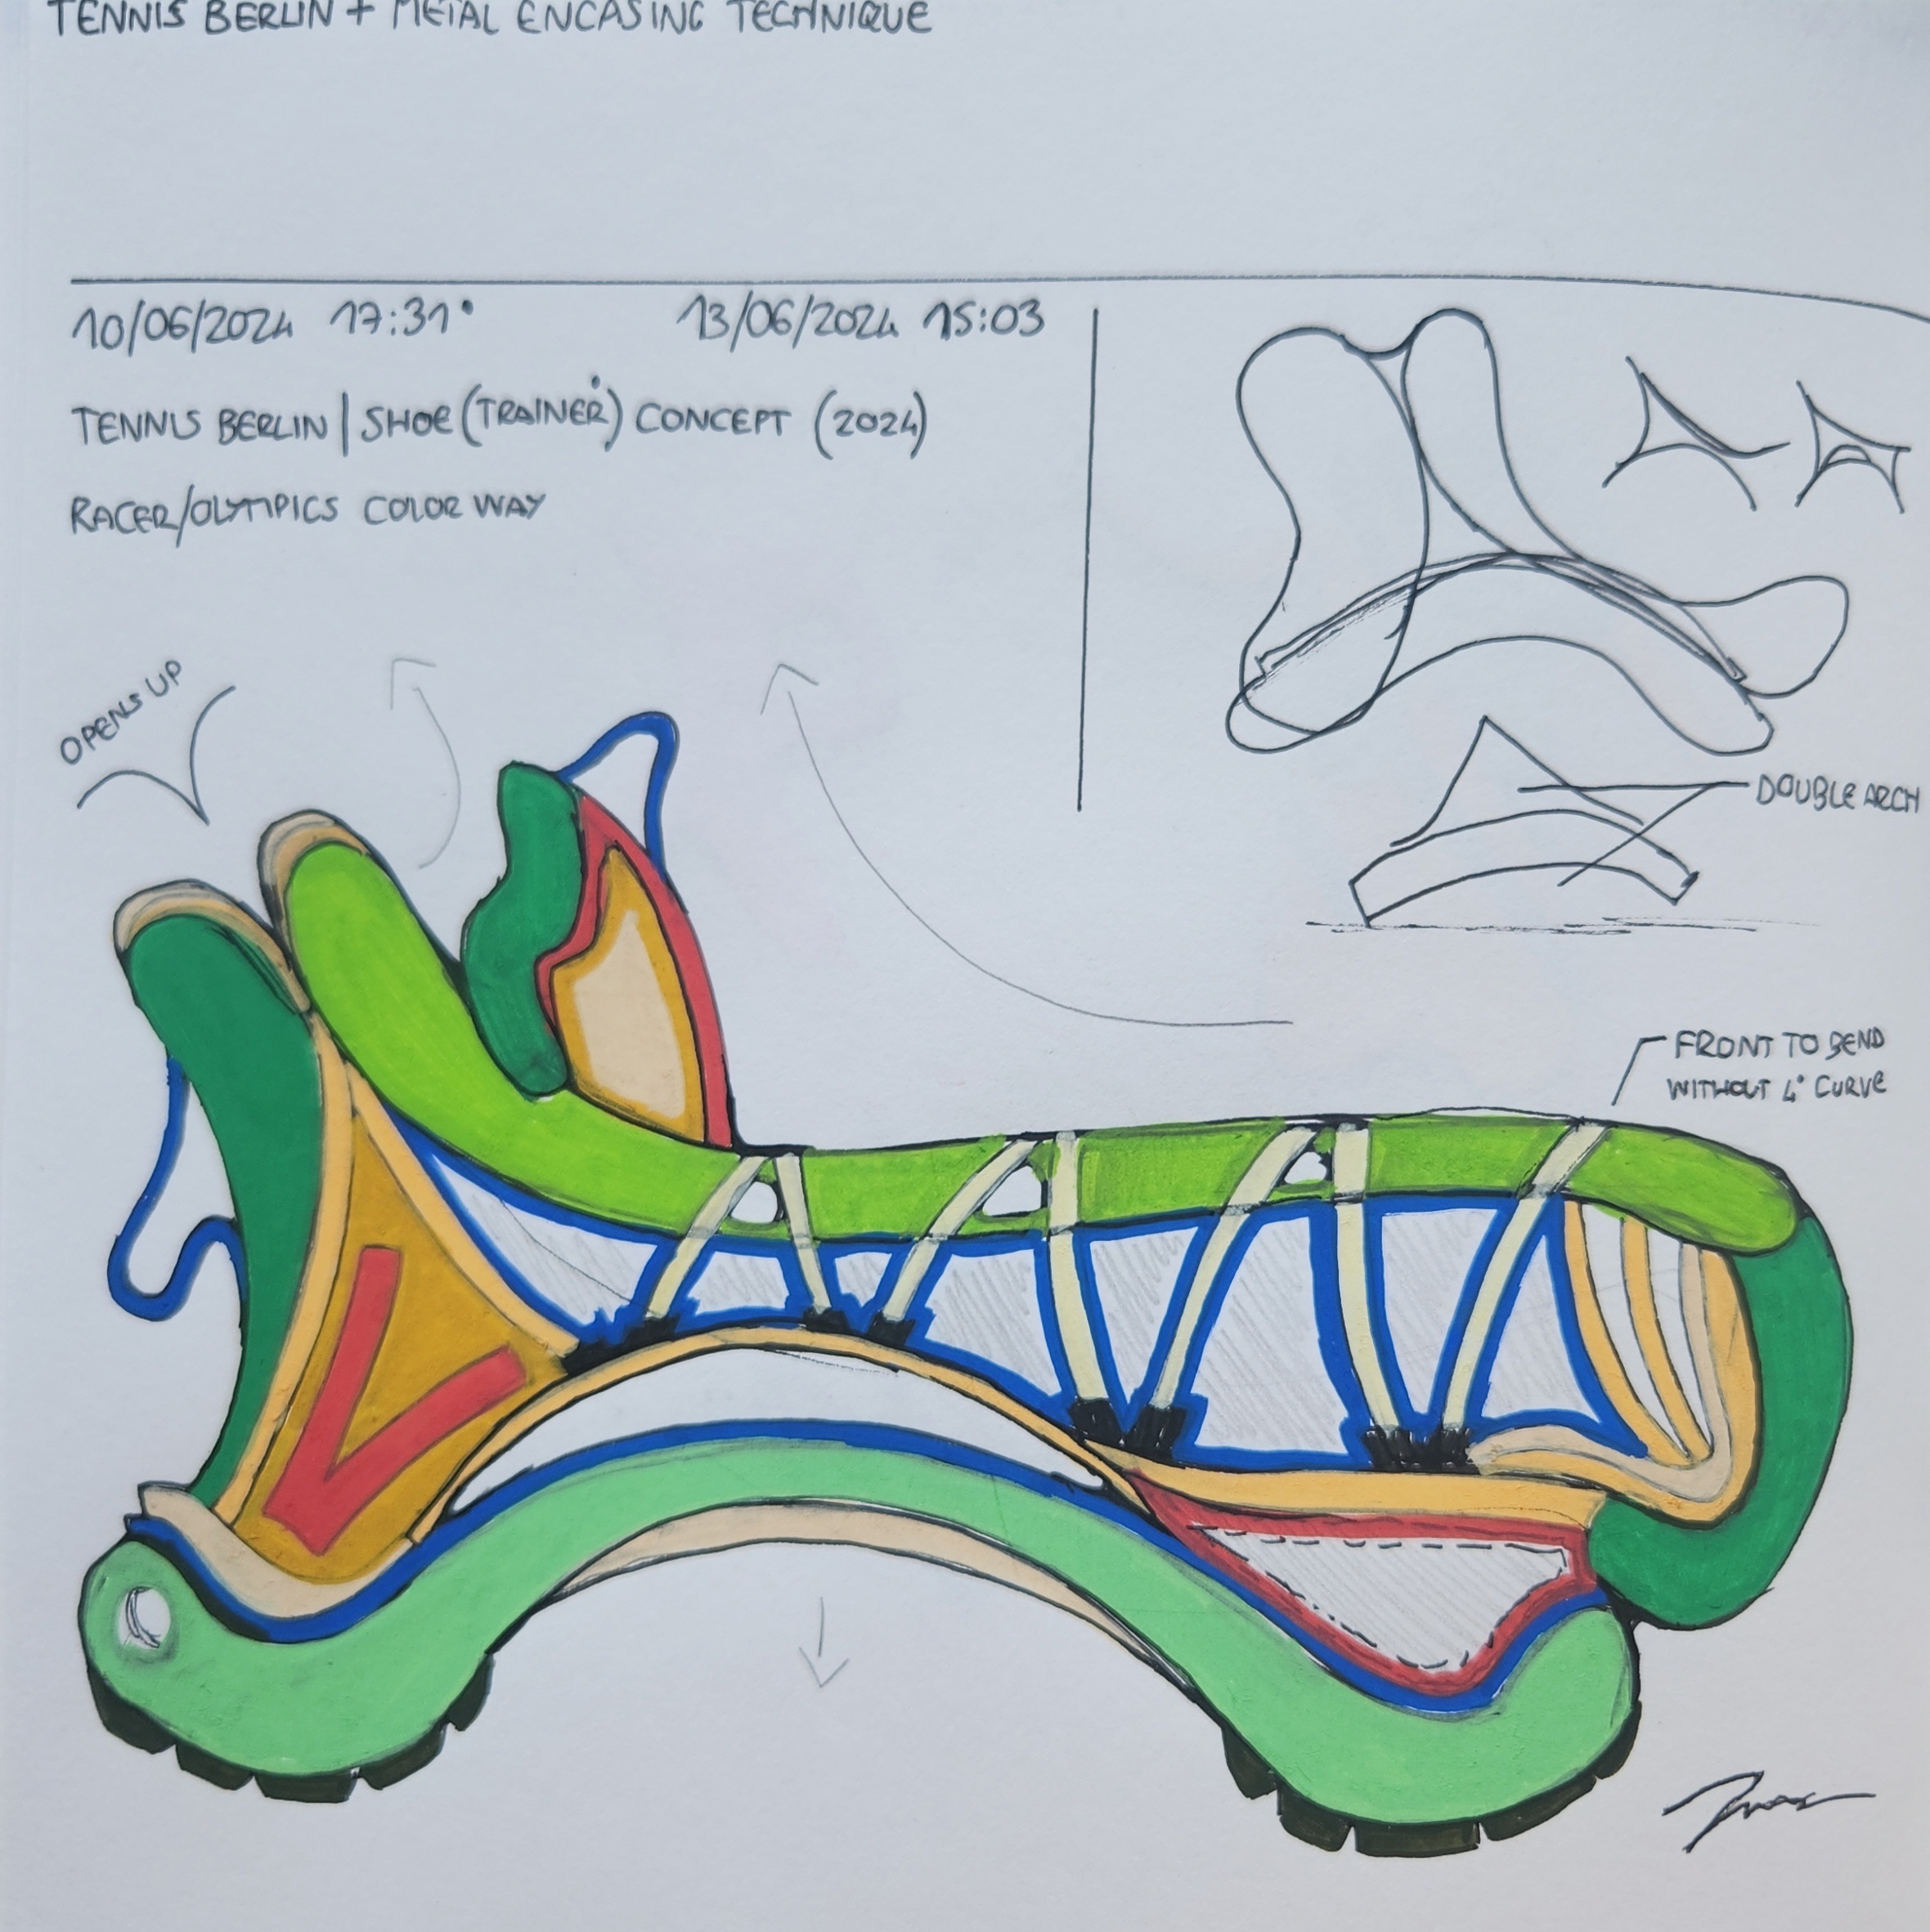 TENNIS BERLIN + METAL ENCASING TECHNIQUE
10/06/2024 17:31 13/06/2024 15:03
TENNIS BERLIN | SHOE (TRAINER) CONCEPT (2024)
RACER/OLYMPICS COLOR WAY
OPENS UP
DOUBLE ARCH
FRONT TO BEND
WITHOUT 4° CURVE